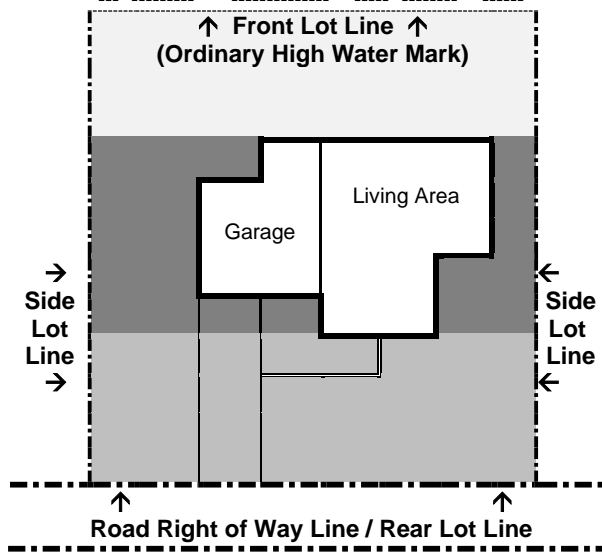 ↑ Front Lot Line ↑
(Ordinary High Water Mark)
Living Area
Garage
→
Side
Lot
Line
→
←
Side
Lot
Line
←
↑ ↑
Road Right of Way Line / Rear Lot Line